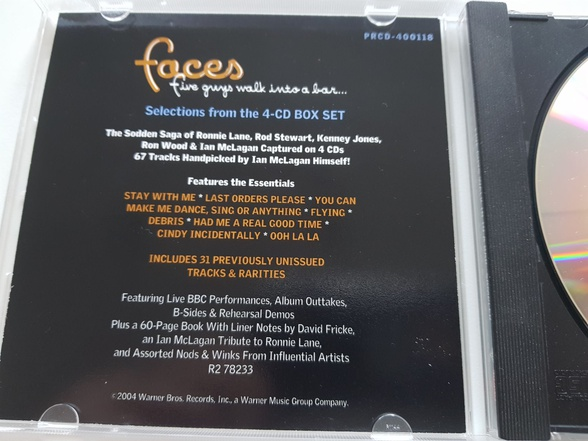 PRCD-400118
faces
five guys walk into a bar...
Selections from the 4-CD BOX SET
The Sodden Saga of Ronnie Lane, Rod Stewart, Kenney Jones,
Ron Wood & Ian McLagan Captured on 4 CDs
67 Tracks Handpicked by Ian McLagan Himself!
Features the Essentials
STAY WITH ME * LAST ORDERS PLEASE * YOU CAN
MAKE ME DANCE, SING OR ANYTHING * FLYING *
DEBRIS * HAD ME A REAL GOOD TIME *
CINDY INCIDENTALLY * OOH LA LA
INCLUDES 31 PREVIOUSLY UNISSUED
TRACKS & RARITIES
Featuring Live BBC Performances, Album Outtakes,
B-Sides & Rehearsal Demos
Plus a 60-Page Book With Liner Notes by David Fricke,
an Ian McLagan Tribute to Ronnie Lane,
and Assorted Nods & Winks From Influential Artists
R2 78233
©2004 Warner Bros. Records, Inc., a Warner Music Group Company.